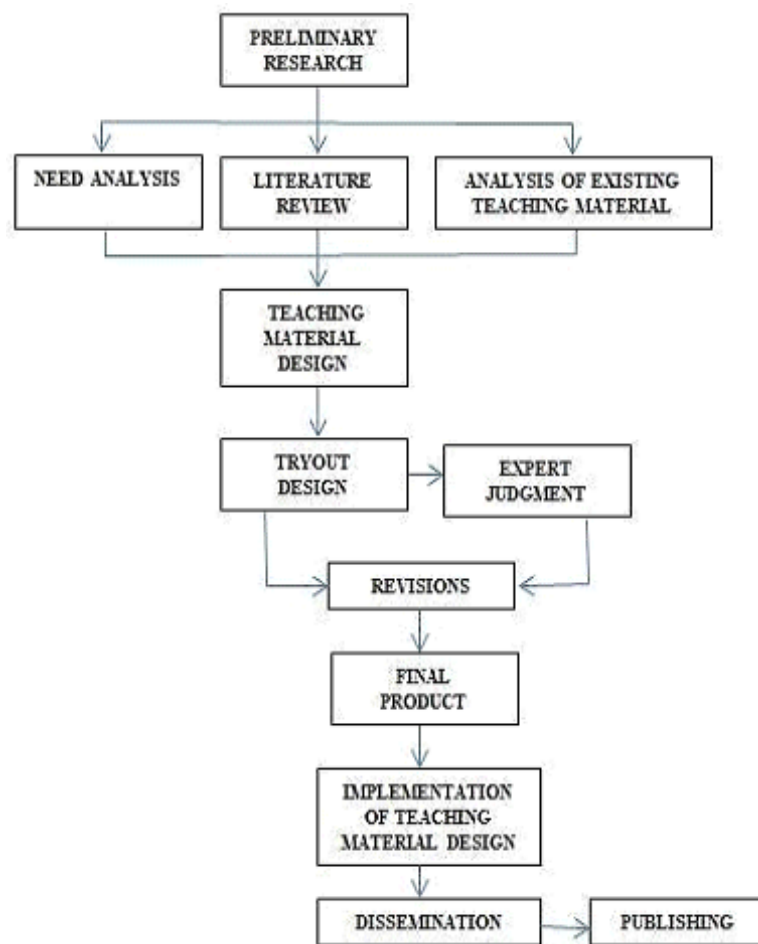 PRELIMINARY
RESEARCH
NEED ANALYSIS
LITERATURE
REVIEW
ANALYSIS OF EXISTING
TEACHING MATERIAL
TEACHING
MATERIAL
DESIGN
TRYOUT
DESIGN
EXPERT
JUDGMENT
REVISIONS
FINAL
PRODUCT
IMPLEMENTATION
OF TEACHING
MATERIAL DESIGN
DISSEMINATION
PUBLISHING